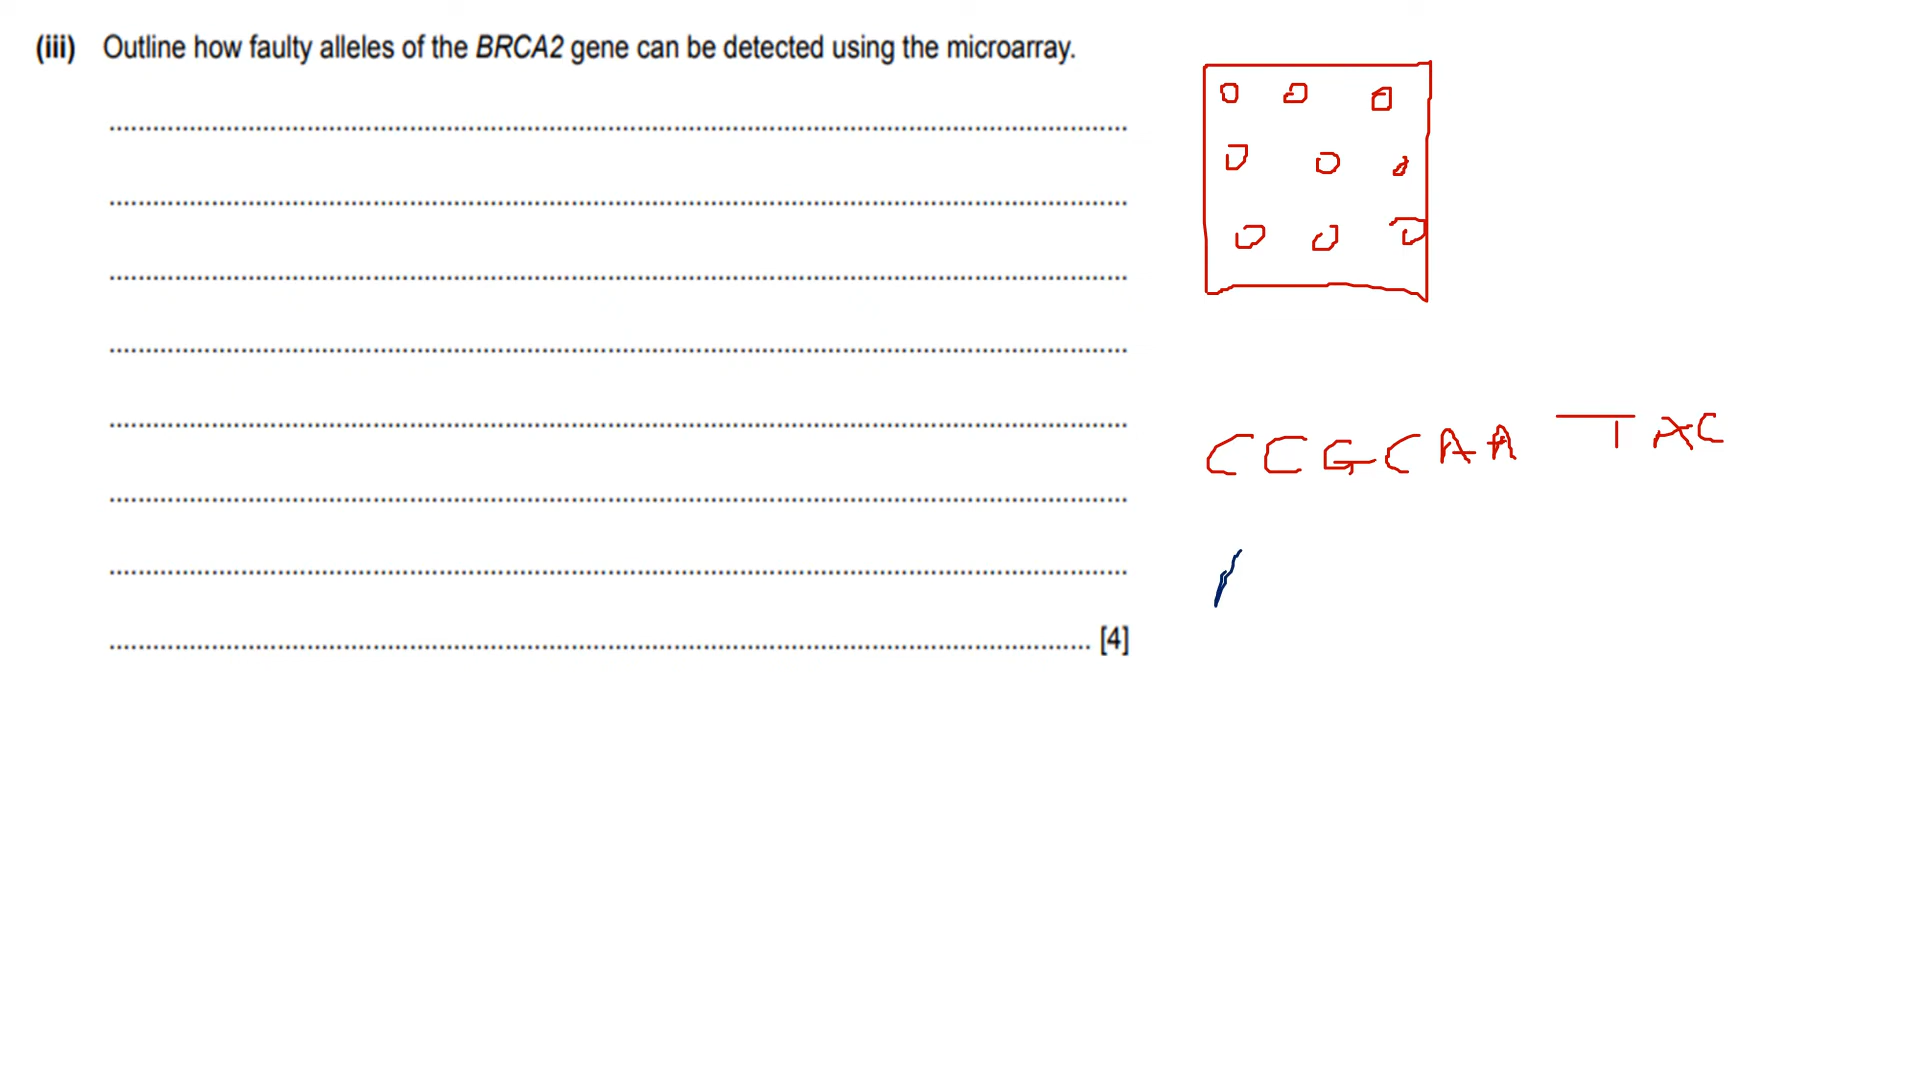 (iii) Outline how faulty alleles of the BRCA2 gene can be detected using the microarray.
[4]
CCGCAA TAC